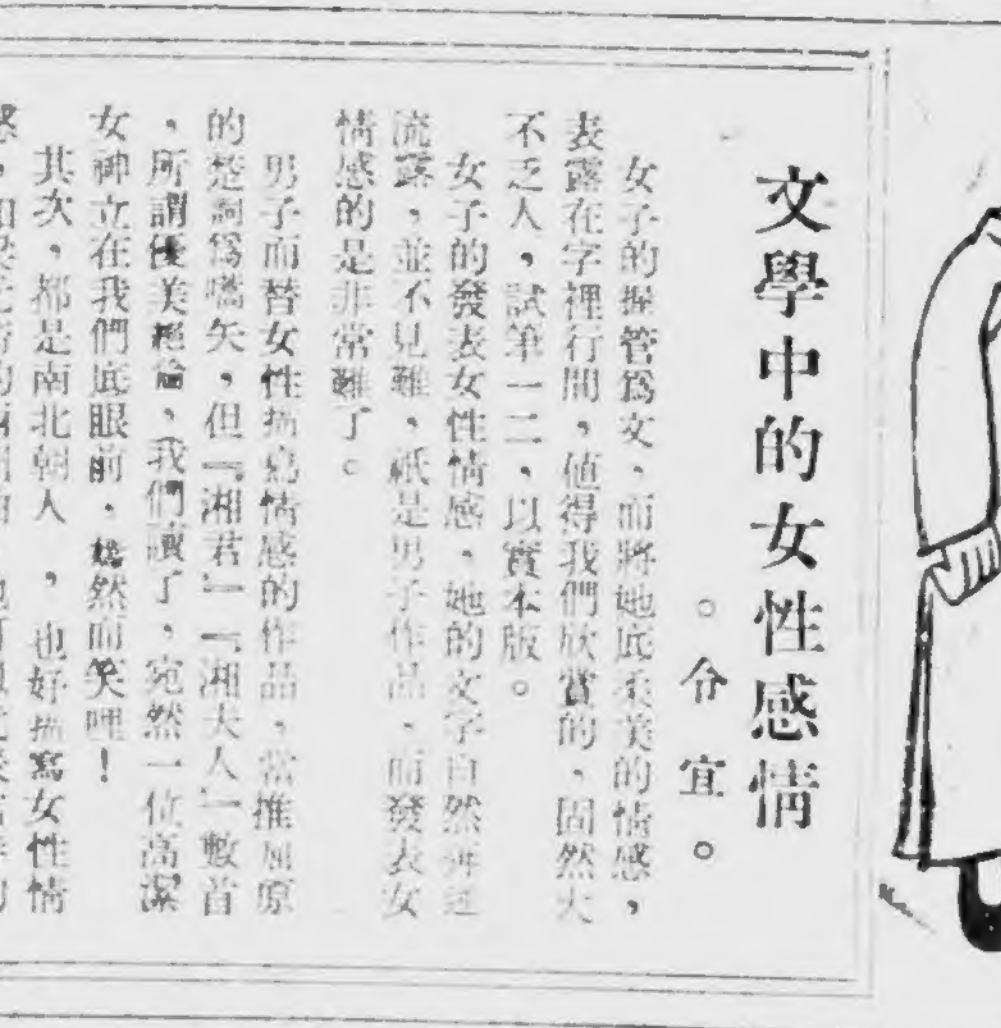 文學中的女性感情
。令宜。
女子的握管爲文,而將她底柔美的情感,
表露在字裡行間,値得我們欣賞的,固然大
不乏人,試筆一二,以實本版。
女子的發表女性情感,她的文字自然
流露,並不見難,祇是男子作品,而發表女
情感的是非常難了。
男子而替女性描寫情感的作品,當推屈原
的楚詞爲嚆矢,但『湘君』『湘夫人』數首
,所謂優美絕倫,我們讀了,宛然一位高潔
女神立在我們底眼前,嫣然而笑哩!
其次,都是南北朝人,也好描寫女性情